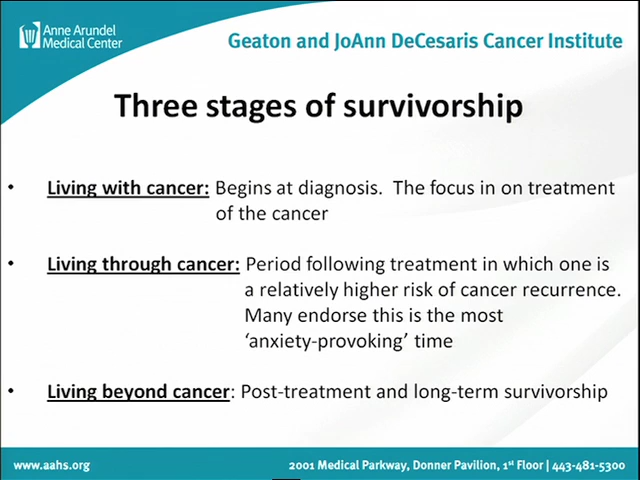 Anne Arundel
Medical Center
Geaton and JoAnn DeCesaris Cancer Institute
Three stages of survivorship
• Living with cancer: Begins at diagnosis. The focus in on treatment
of the cancer
• Living through cancer: Period following treatment in which one is
a relatively higher risk of cancer recurrence.
Many endorse this is the most
‘anxiety-provoking’ time
• Living beyond cancer: Post-treatment and long-term survivorship
www.aahs.org
2001 Medical Parkway, Donner Pavilion, 1st Floor | 443-481-5300